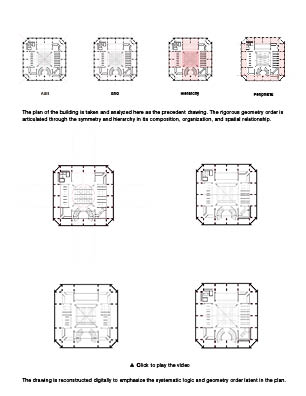 Axis Grid Hierarchy Peripheral
The plan of the building is taken and analyzed here as the precedent drawing. The rigorous geometry order is
articulated through the symmetry and hierarchy in its composition, organization, and spatial relationship.
▲ Click to play the video
The drawing is reconstructed digitally to emphasize the systematic logic and geometry order latent in the plan.